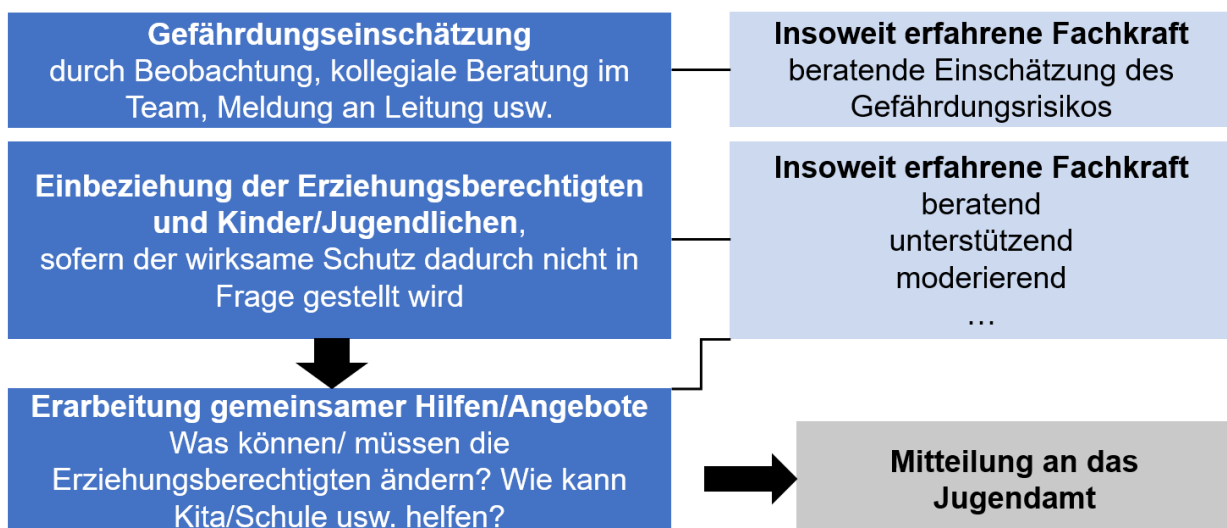 Gefährdungseinschätzung
durch Beobachtung, kollegiale Beratung im
Team, Meldung an Leitung usw.
Insoweit erfahrene Fachkraft
beratende Einschätzung des
Gefährdungsrisikos
Einbeziehung der Erziehungsberechtigten
und Kinder/Jugendlichen,
sofern der wirksame Schutz dadurch nicht in
Frage gestellt wird
Insoweit erfahrene Fachkraft
beratend
unterstützend
moderierend
…
Erarbeitung gemeinsamer Hilfen/Angebote
Was können/ müssen die
Erziehungsberechtigten ändern? Wie kann
Kita/Schule usw. helfen?
Mitteilung an das
Jugendamt